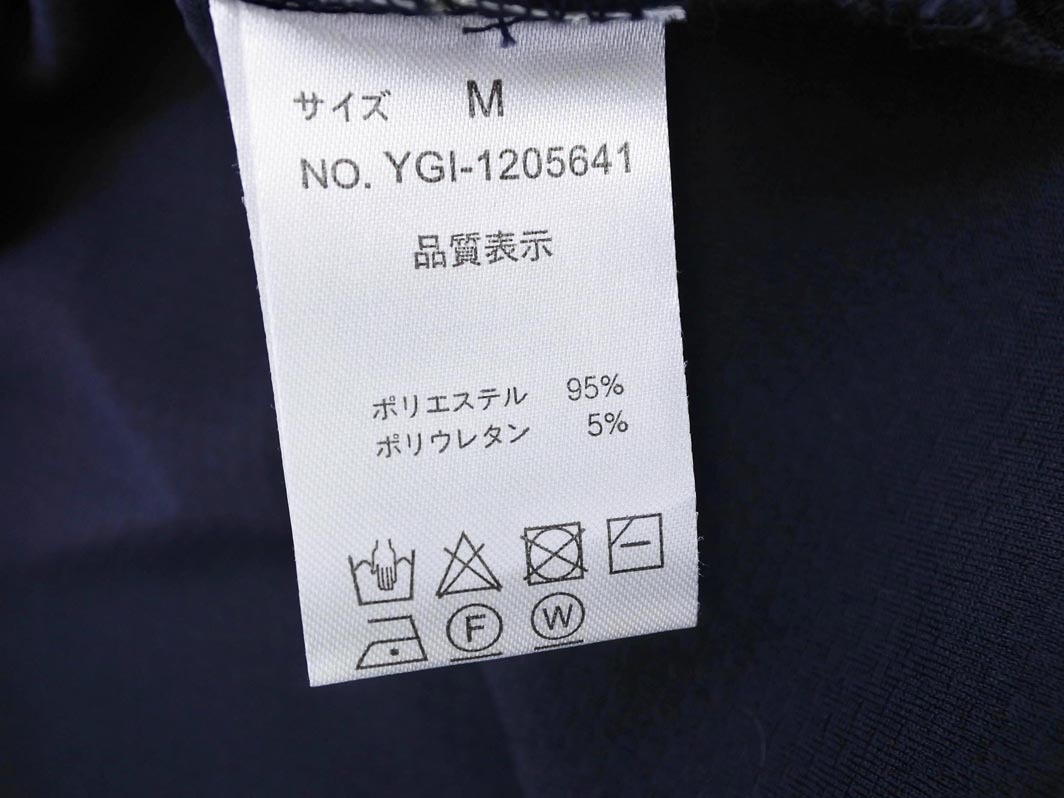 サイズ M
NO. YGI-1205641
品質表示
ポリエステル 95%
ポリウレタン 5%
F W